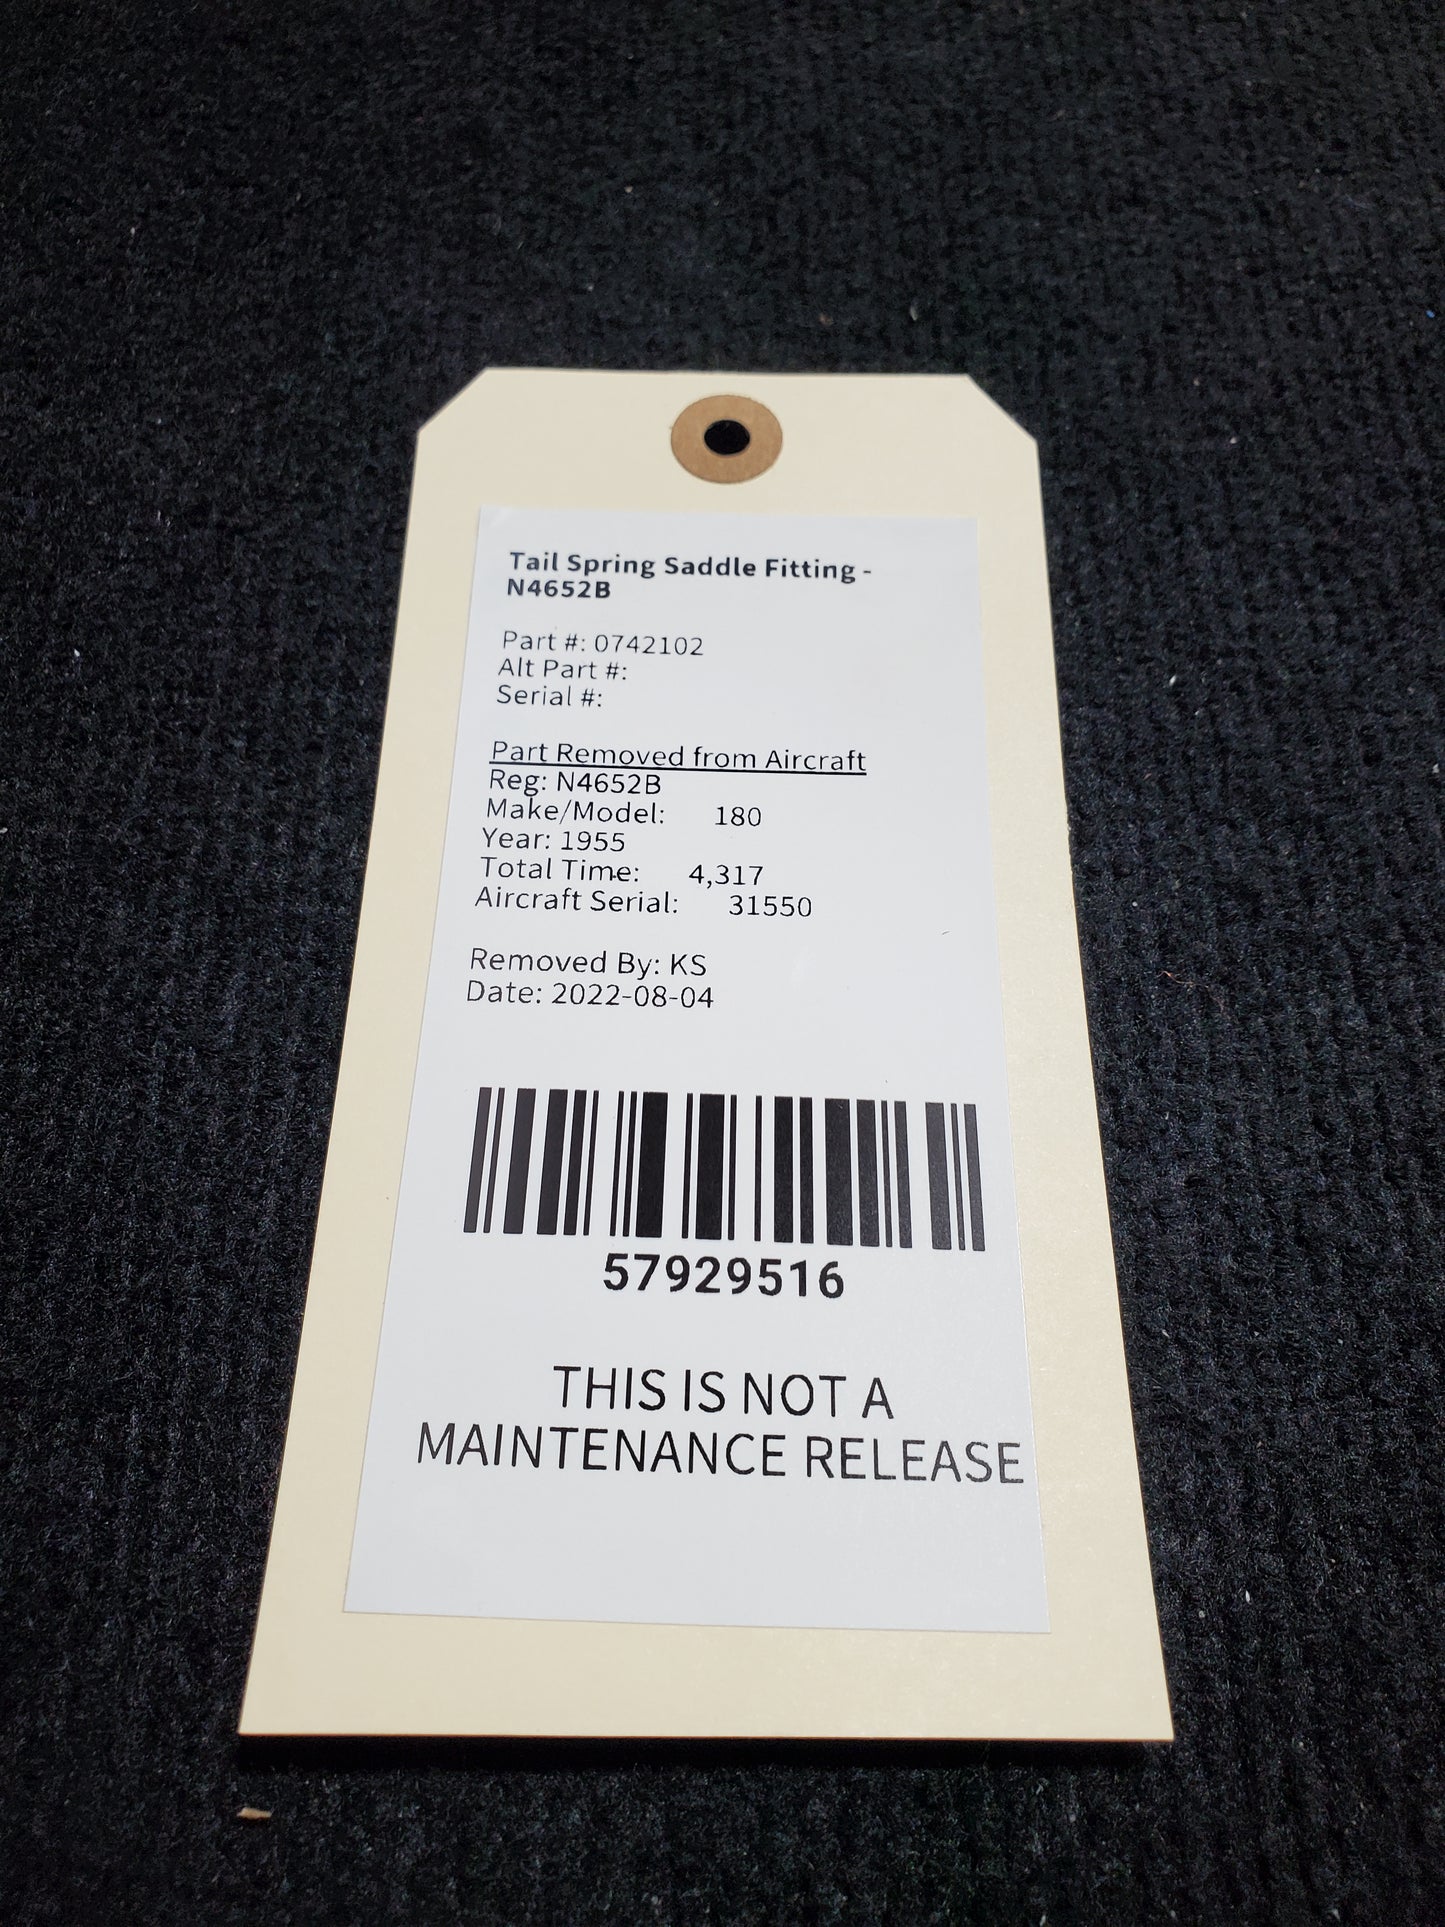 Tail Spring Saddle Fitting -
N4652B
Part #: 0742102
Alt Part #:
Serial #:
Part Removed from Aircraft
Reg: N4652B
Make/Model: 180
Year: 1955
Total Time: 4,317
Aircraft Serial: 31550
Removed By: KS
Date: 2022-08-04
57929516
THIS IS NOT A
MAINTENANCE RELEASE